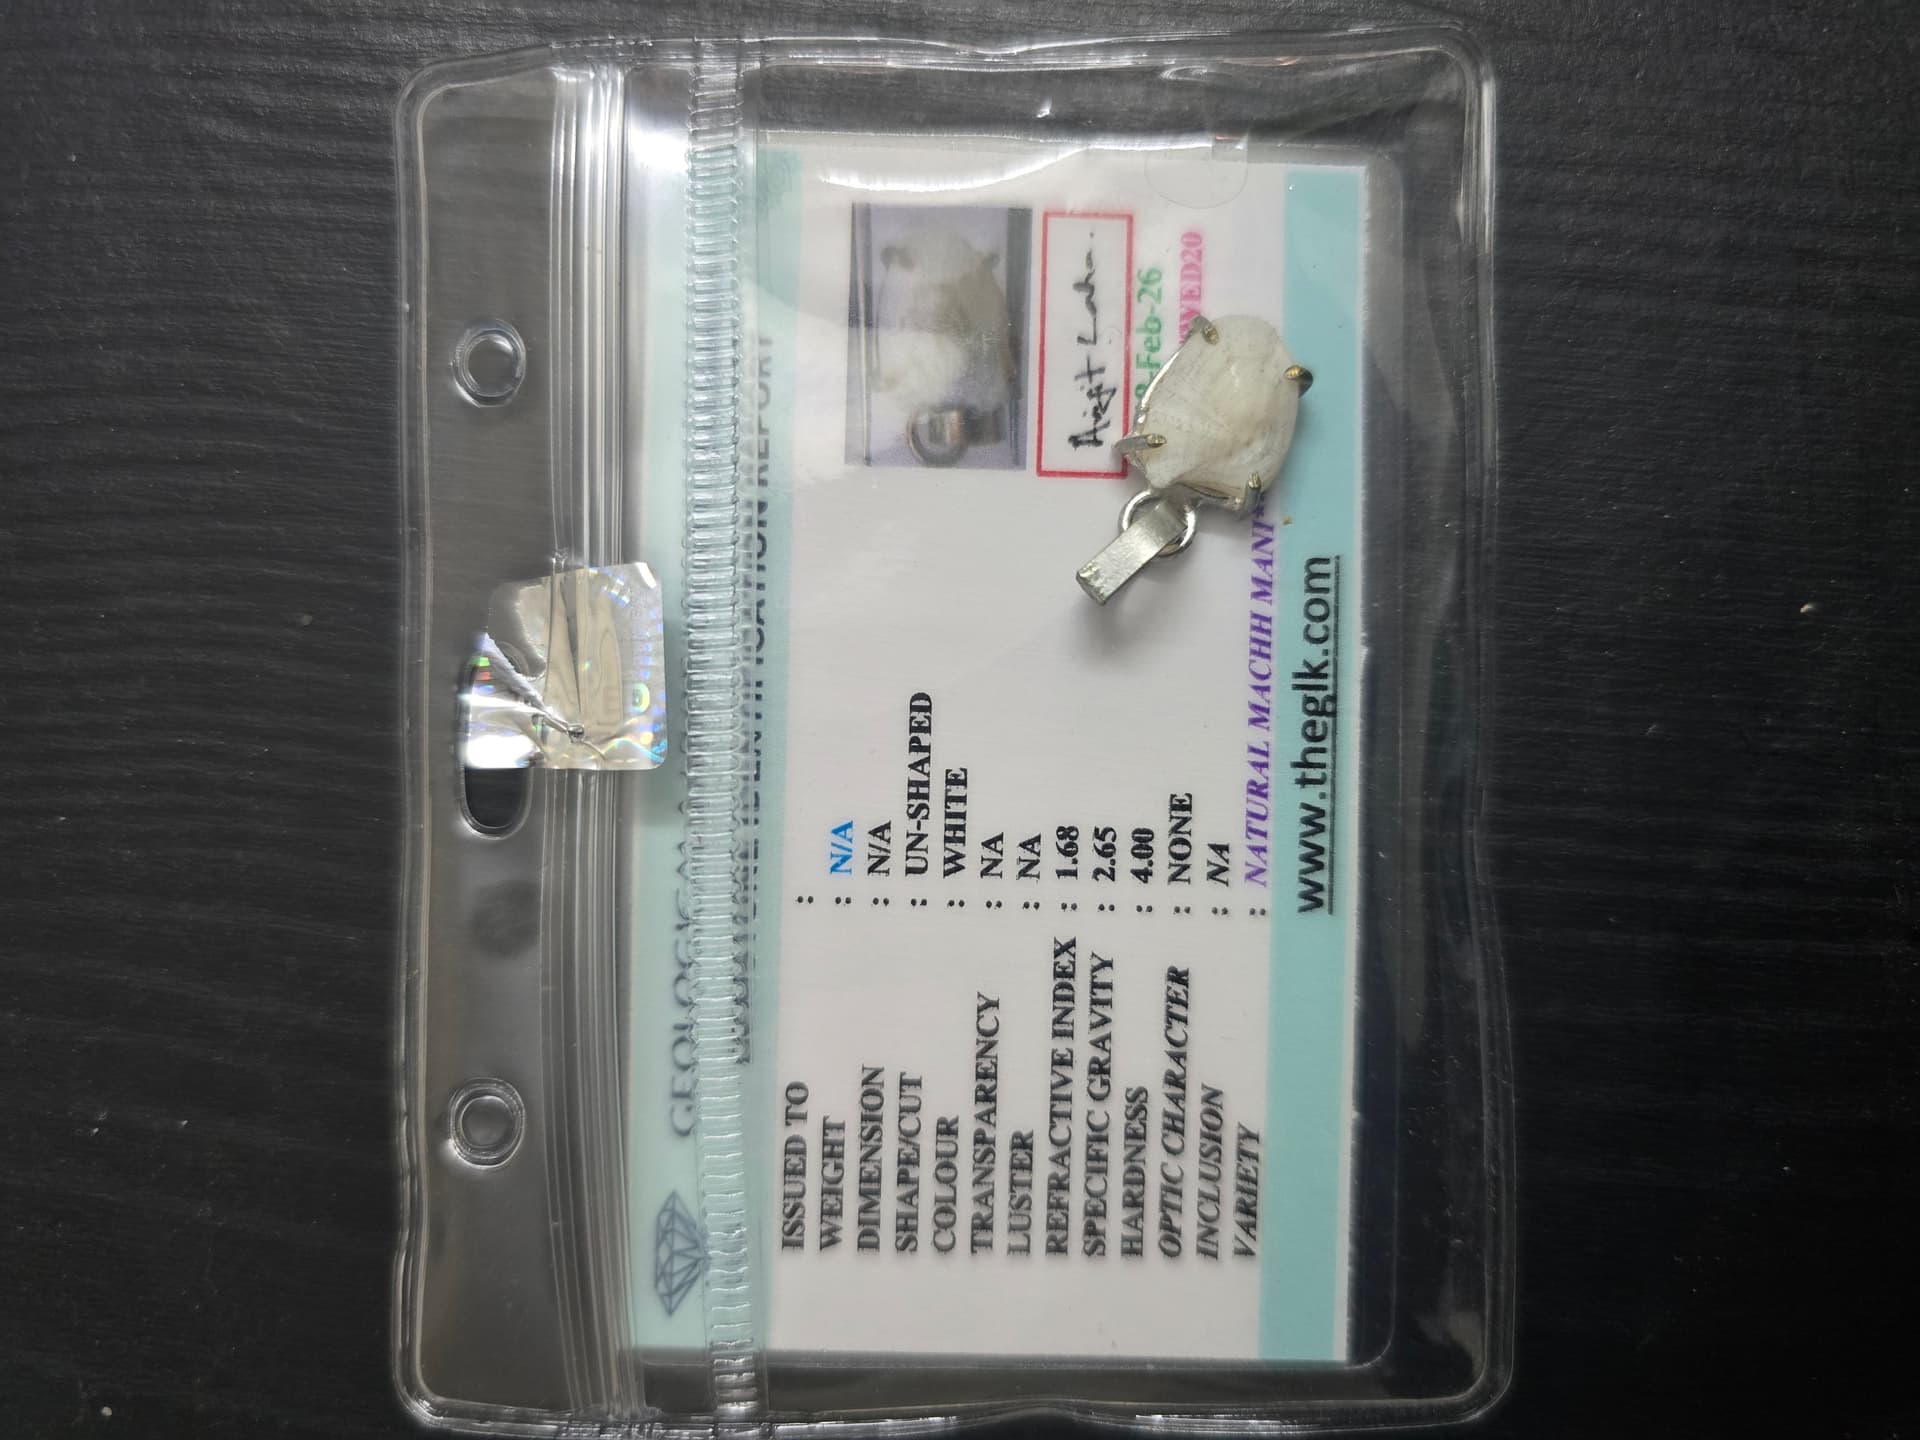 IDENTIFICATION REPORT
ISSUED TO :
WEIGHT : N/A
DIMENSION : N/A
SHAPE/CUT : UN-SHAPED
COLOUR : WHITE
TRANSPARENCY : NA
LUSTER : NA
REFRACTIVE INDEX : 1.68
SPECIFIC GRAVITY : 2.65
HARDNESS : 4.00
OPTIC CHARACTER : NONE
INCLUSION : NA
VARIETY : NATURAL MACHH MANI
Feb-26
www.theglk.com